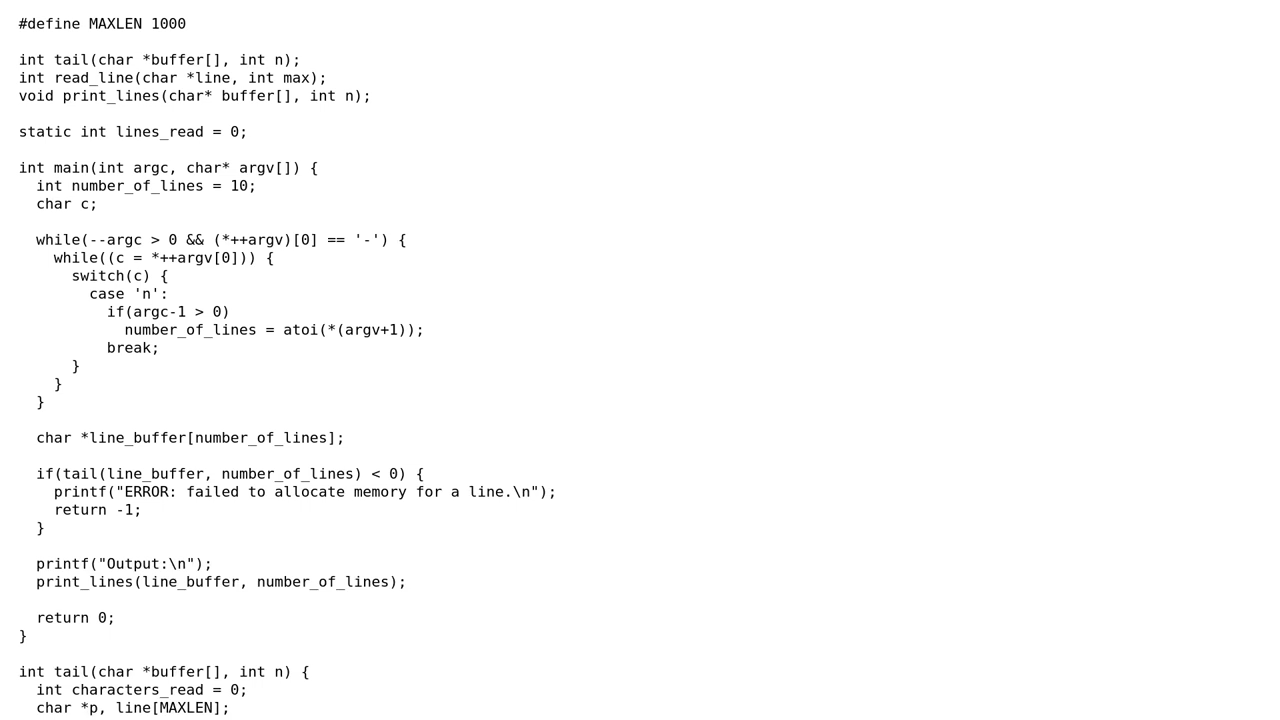 #define MAXLEN 1000

int tail(char *buffer[], int n);
int read_line(char *line, int max);
void print_lines(char* buffer[], int n);

static int lines_read = 0;

int main(int argc, char* argv[]) {
  int number_of_lines = 10;
  char c;

  while(--argc > 0 && (*++argv)[0] == '-') {
    while((c = *++argv[0])) {
      switch(c) {
        case 'n':
          if(argc-1 > 0)
            number_of_lines = atoi(*(argv+1));
          break;
      }
    }
  }

  char *line_buffer[number_of_lines];

  if(tail(line_buffer, number_of_lines) < 0) {
    printf("ERROR: failed to allocate memory for a line.\n");
    return -1;
  }

  printf("Output:\n");
  print_lines(line_buffer, number_of_lines);

  return 0;
}

int tail(char *buffer[], int n) {
  int characters_read = 0;
  char *p, line[MAXLEN];